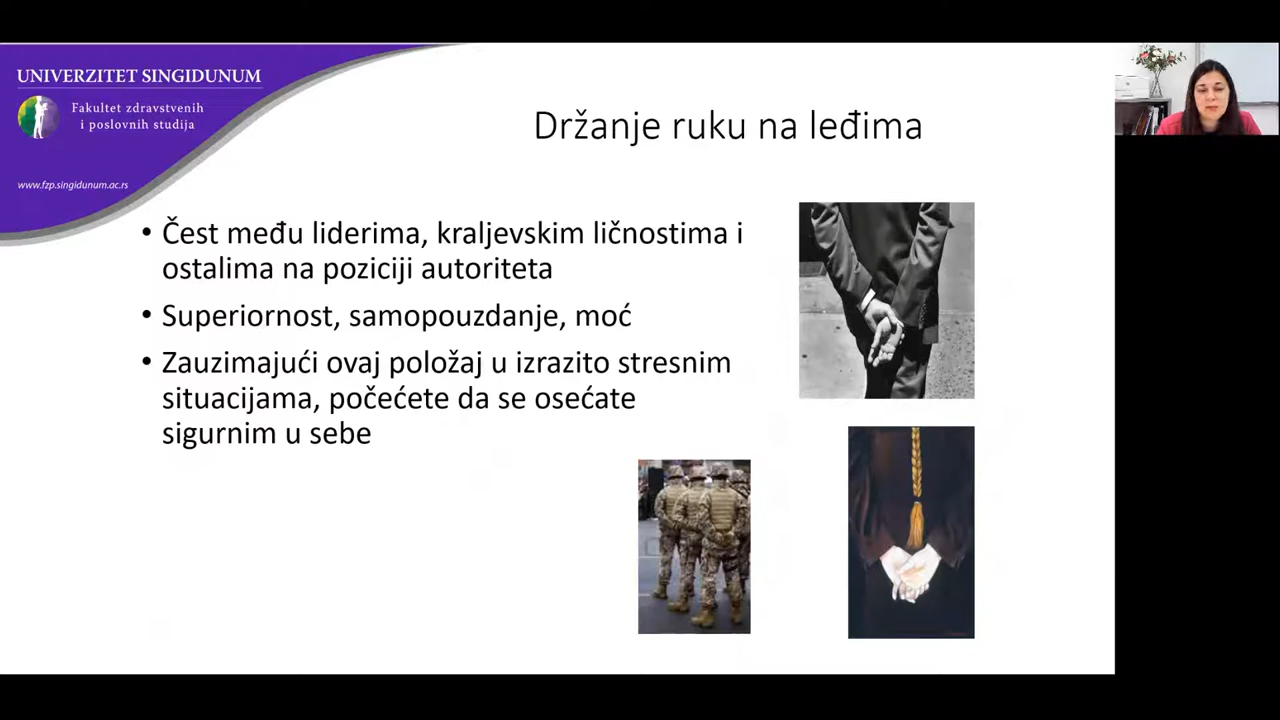 UNIVERZITET SINGIDUNUM
Fakultet zdravstvenih
i poslovnih studija
www.fzp.singidunum.ac.rs
Držanje ruku na leđima
• Čest među liderima, kraljevskim ličnostima i
ostalima na poziciji autoriteta
• Superiornost, samopouzdanje, moć
• Zauzimajući ovaj položaj u izrazito stresnim
situacijama, počećete da se osećate
sigurnim u sebe